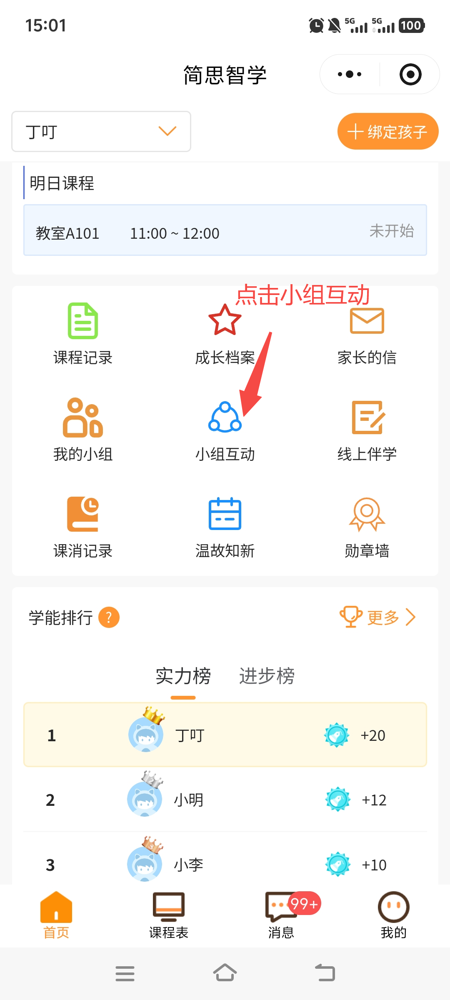 15:01
5G 5G 100
简思智学
丁叮
绑定孩子
明日课程
教室A101 11:00 ~ 12:00 未开始
点击小组互动
课程记录 成长档案 家长的信
我的小组 小组互动 线上伴学
课消记录 温故知新 勋章墙
学能排行 ? 更多
实力榜 进步榜
1 1 丁叮 +20
2 2 小明 +12
3 3 小李 +10
99+
首页 课程表 消息 我的